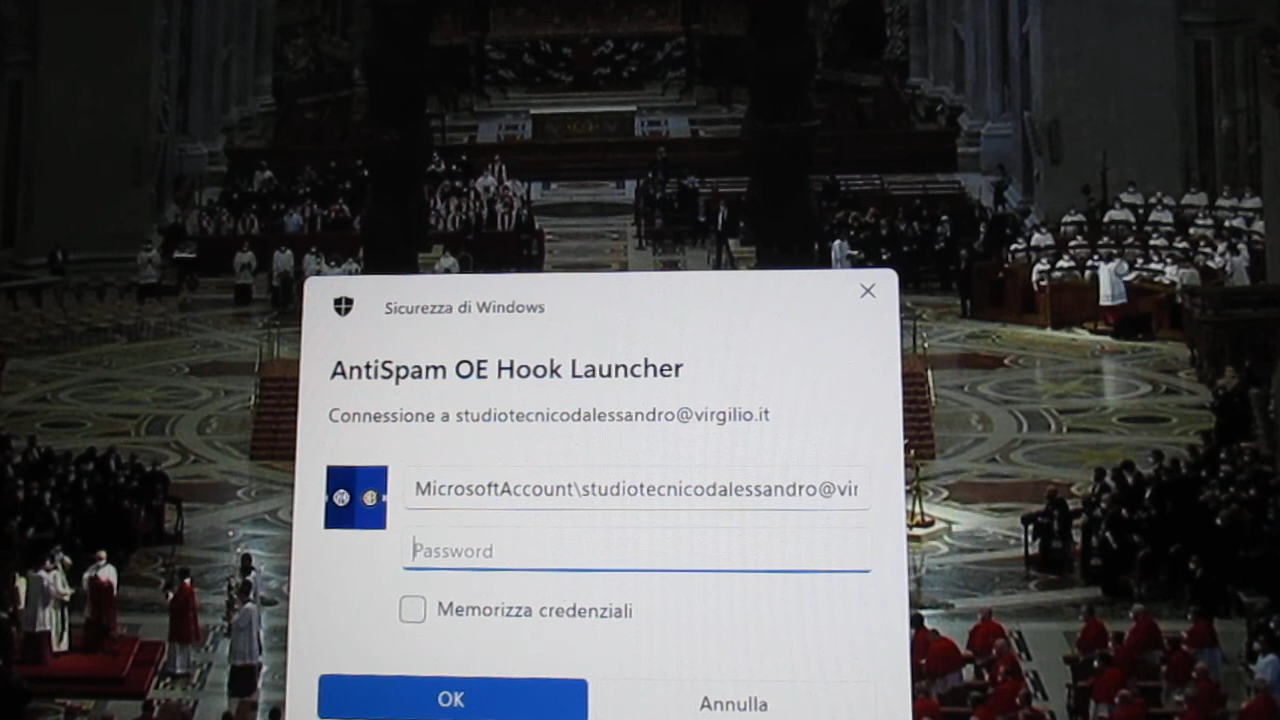 Sicurezza di Windows
AntiSpam OE Hook Launcher
Connessione a studiotecnicodalessandro@virgilio.it
MicrosoftAccount\studiotecnicodalessandro@vir
Password
Memorizza credenziali
OK
Annulla